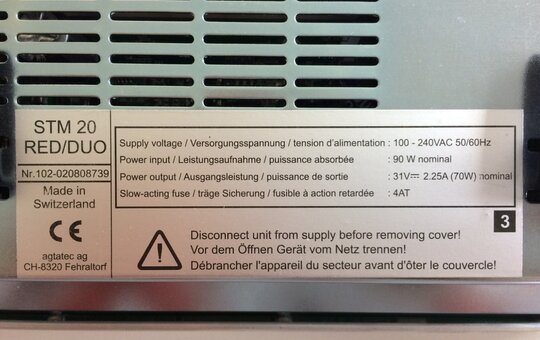 STM 20
RED/DUO
Nr.102-020808739
Made in
Switzerland
CE
agtatec ag
CH-8320 Fehraltorf
Supply voltage / Versorgungsspannung / tension d'alimentation : 100 - 240VAC 50/60Hz
Power input / Leistungsaufnahme / puissance absorbée : 90 W nominal
Power output / Ausgangsleistung / puissance de sortie : 31V⎓ 2.25A (70W) nominal
Slow-acting fuse / träge Sicherung / fusible à action retardée : 4AT
3
Disconnect unit from supply before removing cover!
Vor dem Öffnen Gerät vom Netz trennen!
Débrancher l'appareil du secteur avant d'ôter le couvercle!